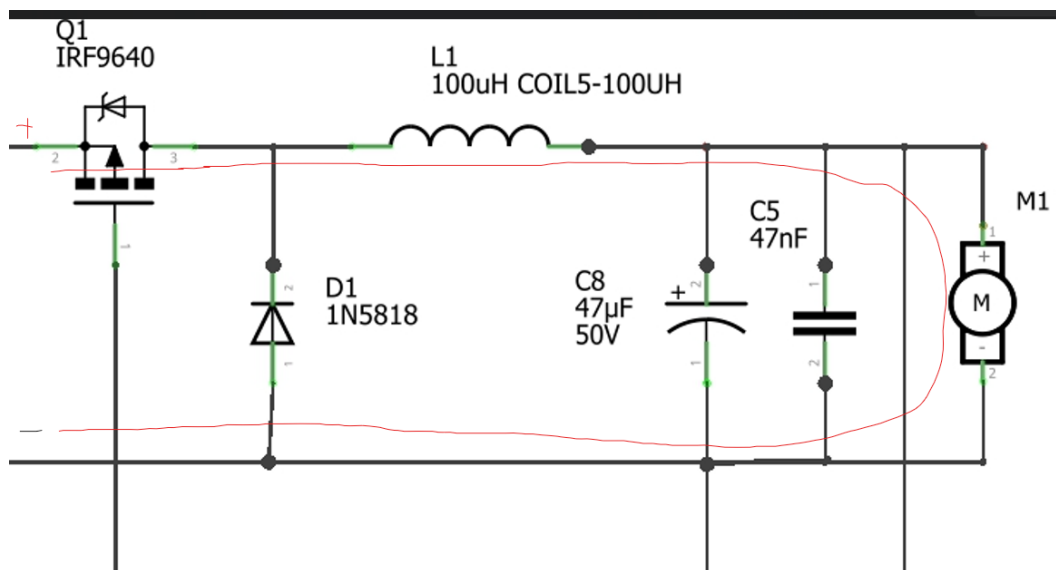 Q1
IRF9640
L1
100uH COIL5-100UH
+
2
3
1
M1
C5
47nF
1
+
D1
1N5818
2
1
C8
47µF
50V
+
2
1
1
2
M
-
2
—